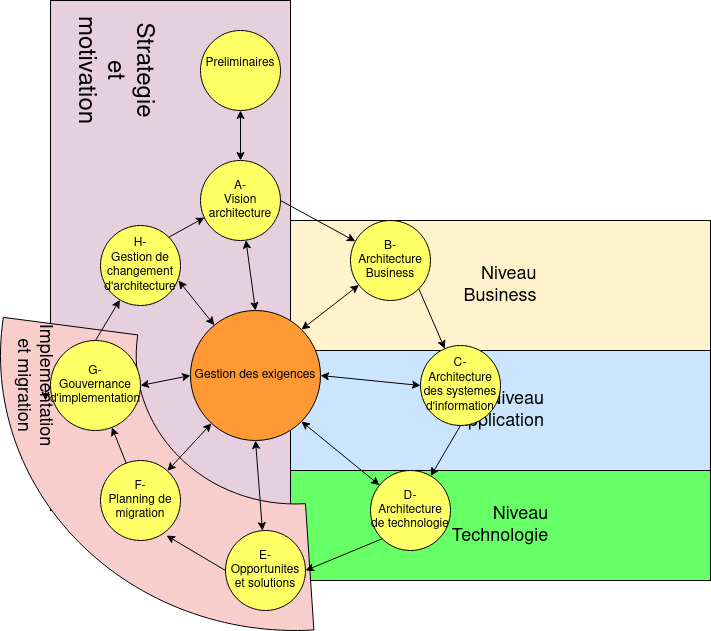 Strategie
et
motivation
Preliminaires
A-
Vision
architecture
H-
Gestion de
changement
d'architecture
B-
Architecture
Business
Niveau
Business
Implementation
et migration
G-
Gouvernance
d'implementation
Gestion des exigences
C-
Architecture
des systemes
d'information
Niveau
Application
F-
Planning de
migration
D-
Architecture
de technologie
Niveau
Technologie
E-
Opportunites
et solutions